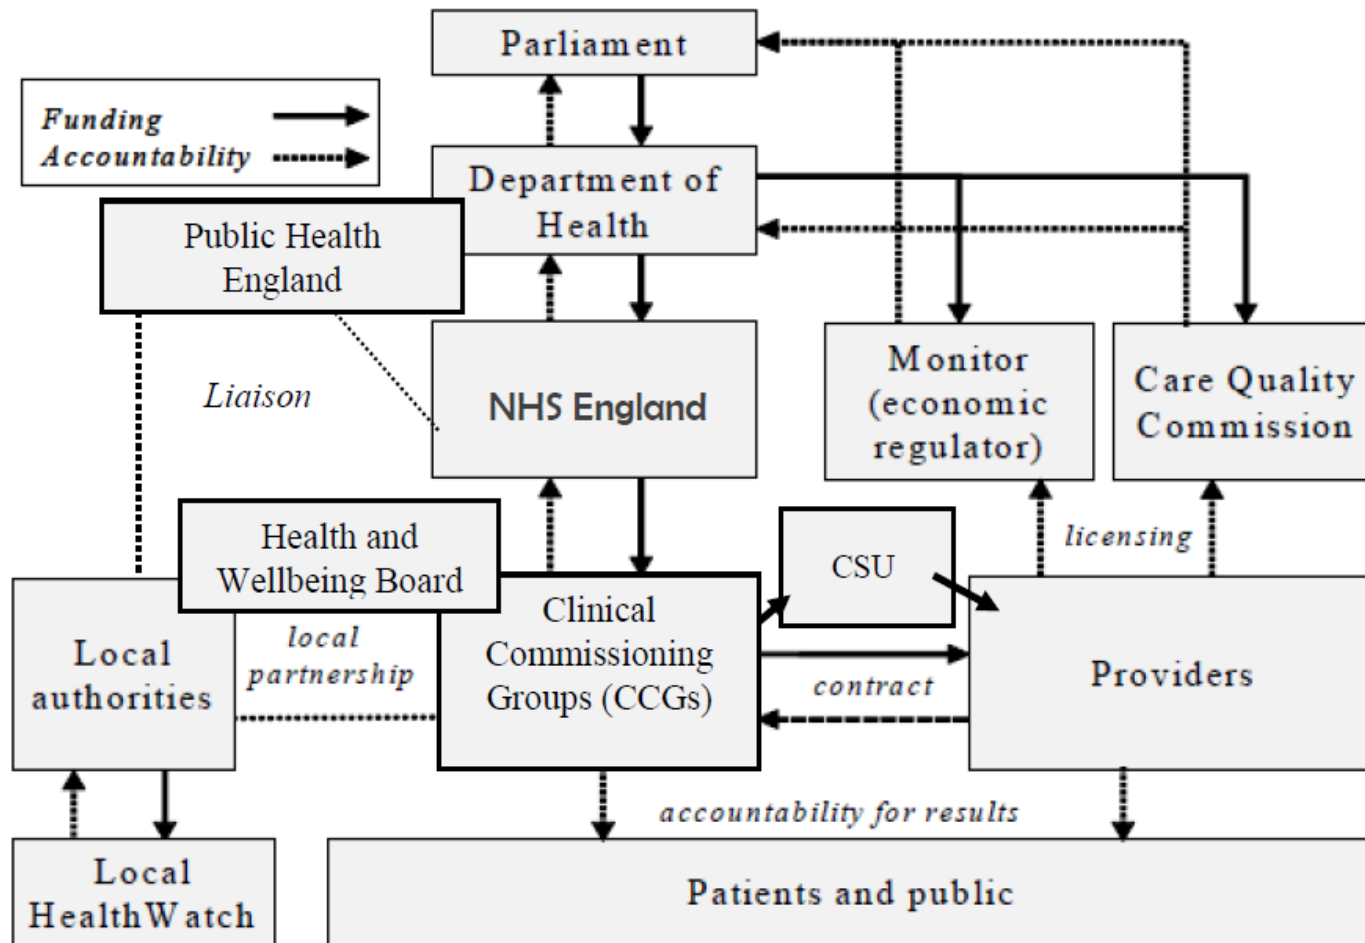 Parliament
Funding
Accountability
Department of
Health
Public Health
England
Liaison
NHS England
Monitor
(economic
regulator)
Care Quality
Commission
Health and
Wellbeing Board
CSU
licensing
Local
authorities
local
partnership
Clinical
Commissioning
Groups (CCGs)
contract
Providers
accountability for results
Local
HealthWatch
Patients and public